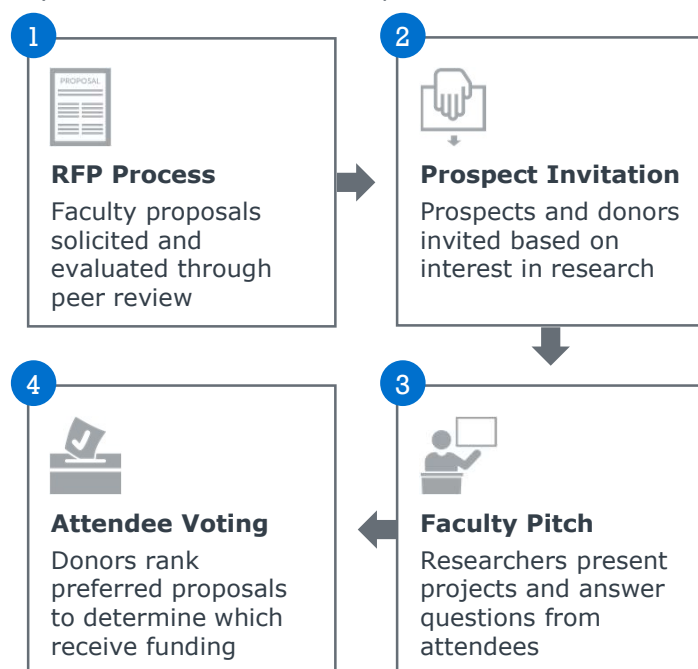 1
PROPOSAL
RFP Process
Faculty proposals
solicited and
evaluated through
peer review
2
Prospect Invitation
Prospects and donors
invited based on
interest in research
3
Faculty Pitch
Researchers present
projects and answer
questions from
attendees
4
Attendee Voting
Donors rank
preferred proposals
to determine which
receive funding